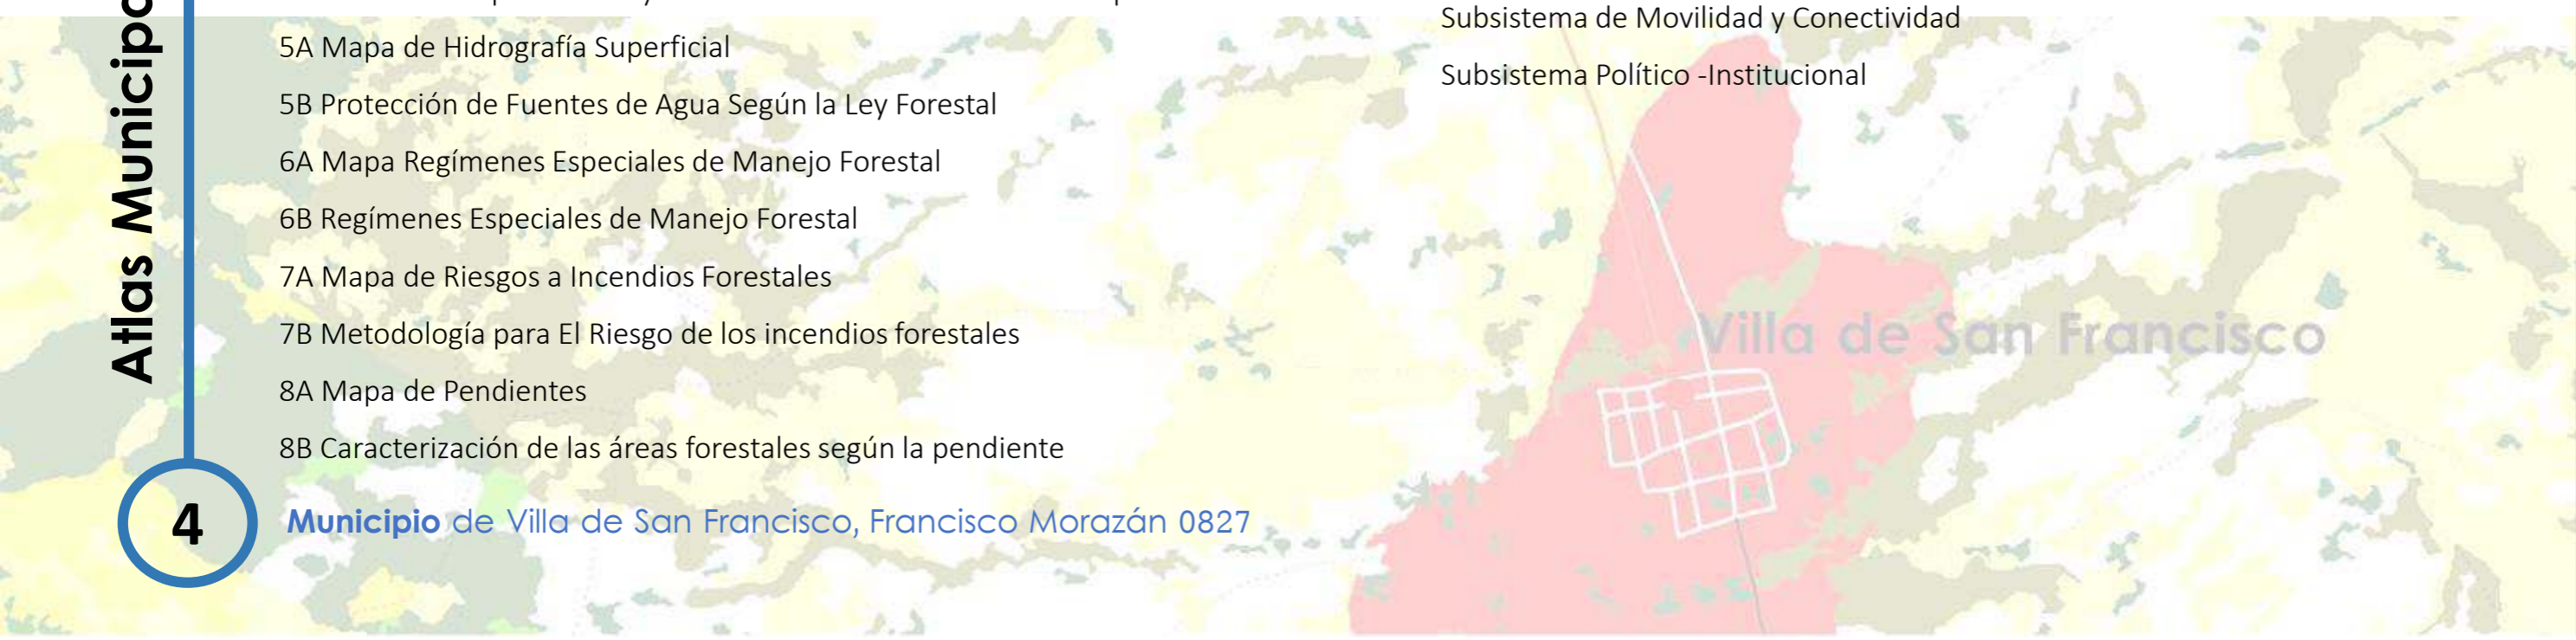 5A Mapa de Hidrografía Superficial
5B Protección de Fuentes de Agua Según la Ley Forestal
6A Mapa Regímenes Especiales de Manejo Forestal
6B Regímenes Especiales de Manejo Forestal
7A Mapa de Riesgos a Incendios Forestales
7B Metodología para El Riesgo de los incendios forestales
8A Mapa de Pendientes
8B Caracterización de las áreas forestales según la pendiente
Subsistema de Movilidad y Conectividad
Subsistema Político -Institucional
Villa de San Francisco
Atlas
4
Municipio de Villa de San Francisco, Francisco Morazán 0827